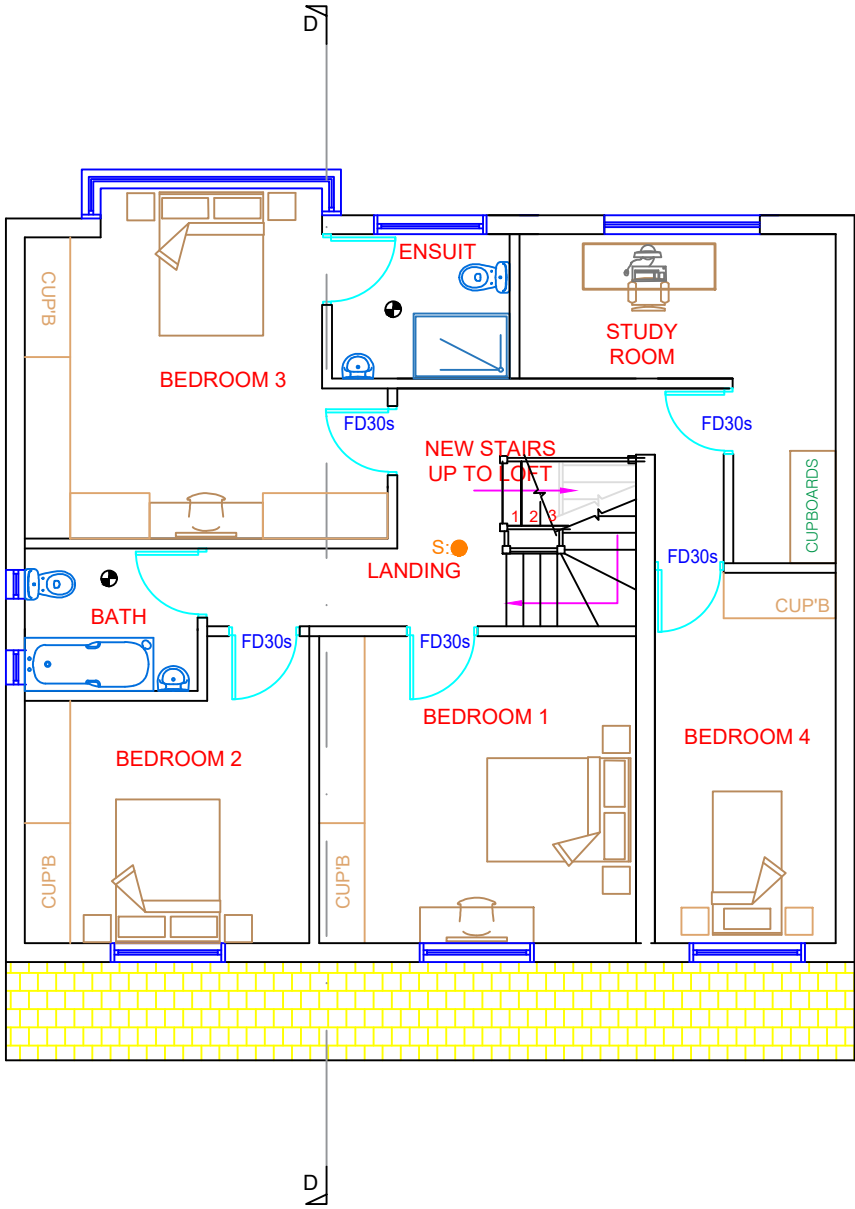 D
ENSUIT
CUP'B
STUDY
ROOM
BEDROOM 3
FD30s
FD30s
NEW STAIRS
UP TO LOFT
CUPBOARDS
1 2 3
S:
LANDING
FD30s
BATH
CUP'B
FD30s
FD30s
BEDROOM 1
BEDROOM 4
BEDROOM 2
CUP'B
CUP'B
D